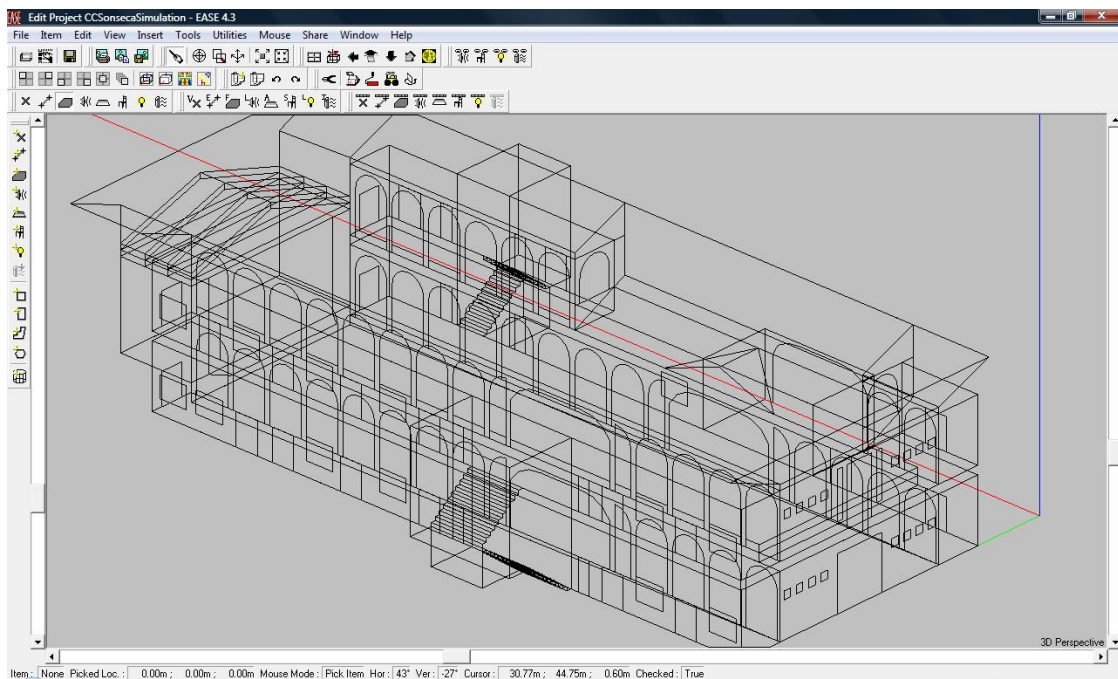 EASE Edit Project CCSonsecaSimulation - EASE 4.3
File Item Edit View Insert Tools Utilities Mouse Share Window Help
3D Perspective
Item : None Picked Loc. : 0.00m ; 0.00m ; 0.00m Mouse Mode : Pick Item Hor : 43° Ver : -27° Cursor : 30.77m ; 44.75m ; 0.60m Checked : True